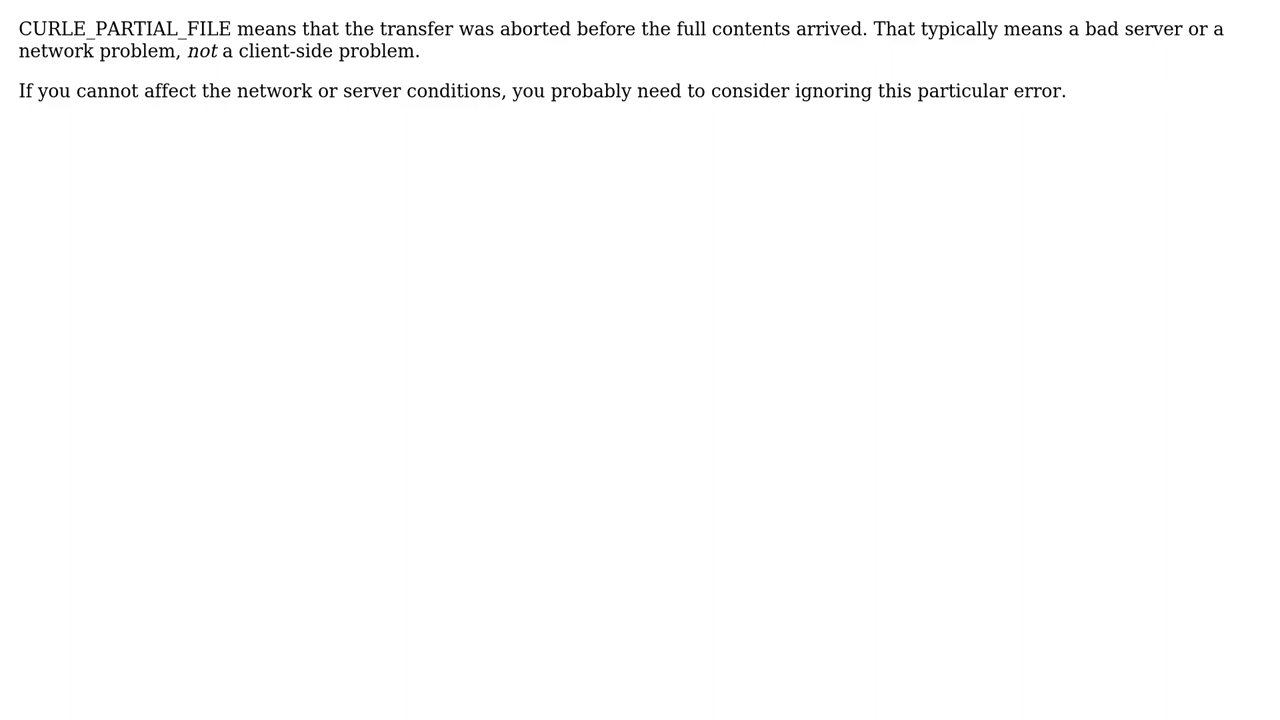 CURLE_PARTIAL_FILE means that the transfer was aborted before the full contents arrived. That typically means a bad server or a
network problem, not a client-side problem.
If you cannot affect the network or server conditions, you probably need to consider ignoring this particular error.